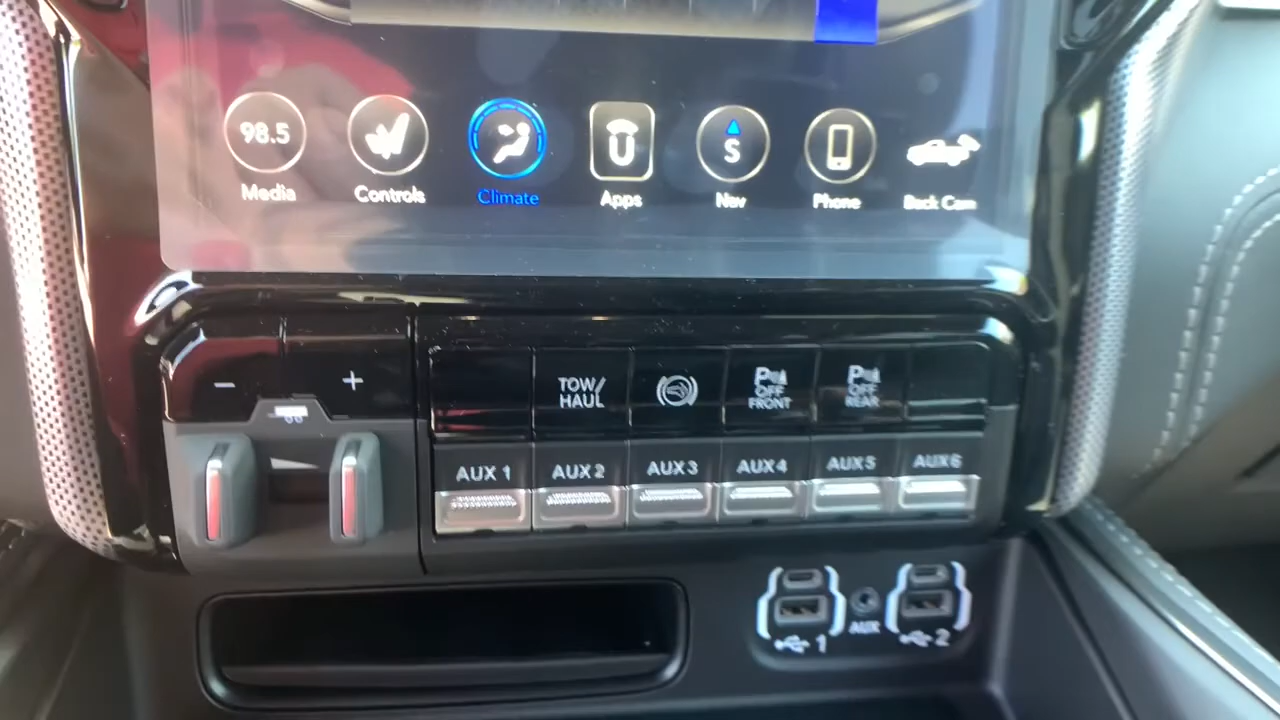 98.5
S
Media
Controls
Climate
Apps
Nav
Phone
Back Cam
− +
TOW/
HAUL
P OFF FRONT
P OFF REAR
AUX 1
AUX 2
AUX 3
AUX 4
AUX 5
AUX 6
1
AUX
2